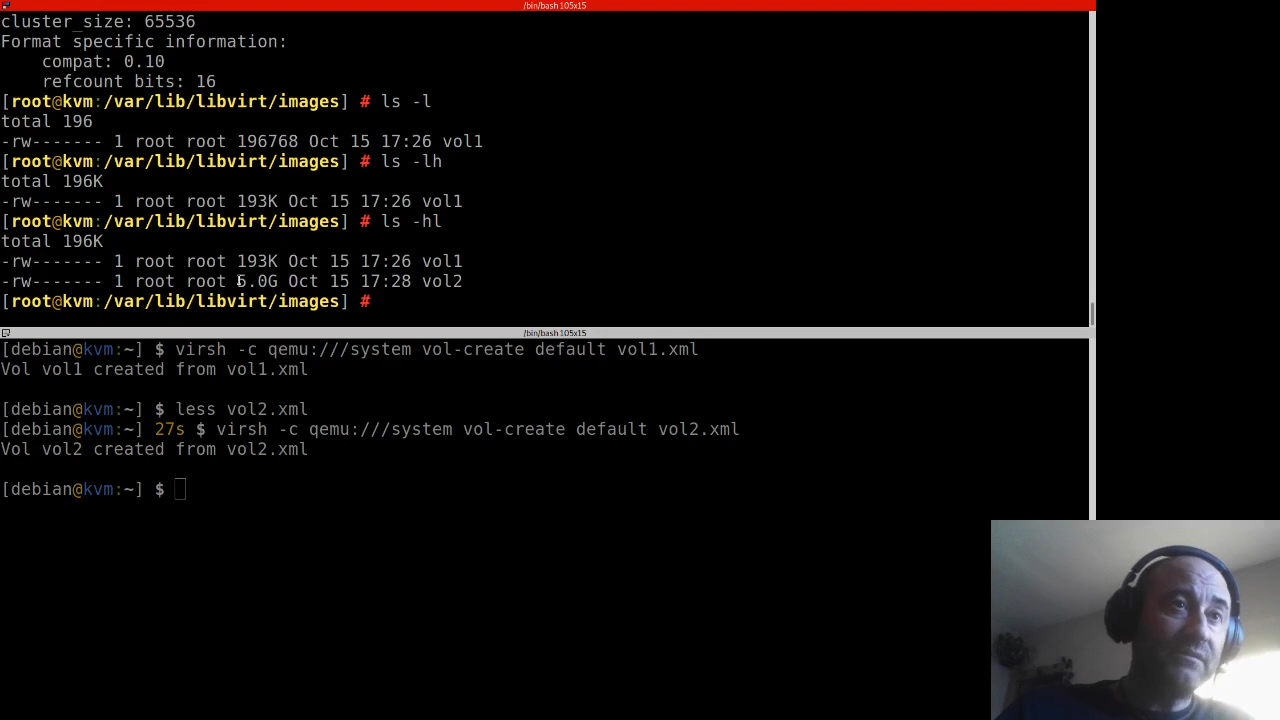 /bin/bash 105x15
cluster_size: 65536
Format specific information:
    compat: 0.10
    refcount bits: 16
[root@kvm:/var/lib/libvirt/images] # ls -l
total 196
-rw------- 1 root root 196768 Oct 15 17:26 vol1
[root@kvm:/var/lib/libvirt/images] # ls -lh
total 196K
-rw------- 1 root root 193K Oct 15 17:26 vol1
[root@kvm:/var/lib/libvirt/images] # ls -hl
total 196K
-rw------- 1 root root 193K Oct 15 17:26 vol1
-rw------- 1 root root 5.0G Oct 15 17:28 vol2
[root@kvm:/var/lib/libvirt/images] #
/bin/bash 105x15
[debian@kvm:~] $ virsh -c qemu:///system vol-create default vol1.xml
Vol vol1 created from vol1.xml
[debian@kvm:~] $ less vol2.xml
[debian@kvm:~] 27s $ virsh -c qemu:///system vol-create default vol2.xml
Vol vol2 created from vol2.xml
[debian@kvm:~] $